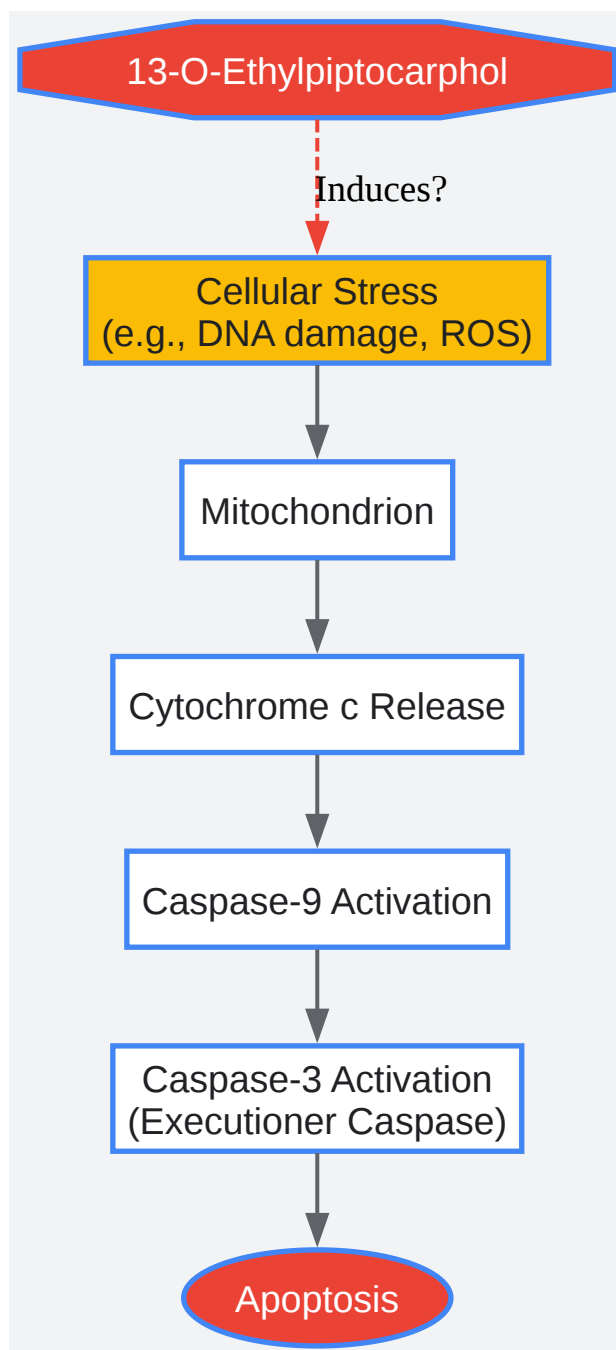 13-O-Ethylpiptocarphol
Induces?
Cellular Stress
(e.g., DNA damage, ROS)
Mitochondrion
Cytochrome c Release
Caspase-9 Activation
Caspase-3 Activation
(Executioner Caspase)
Apoptosis